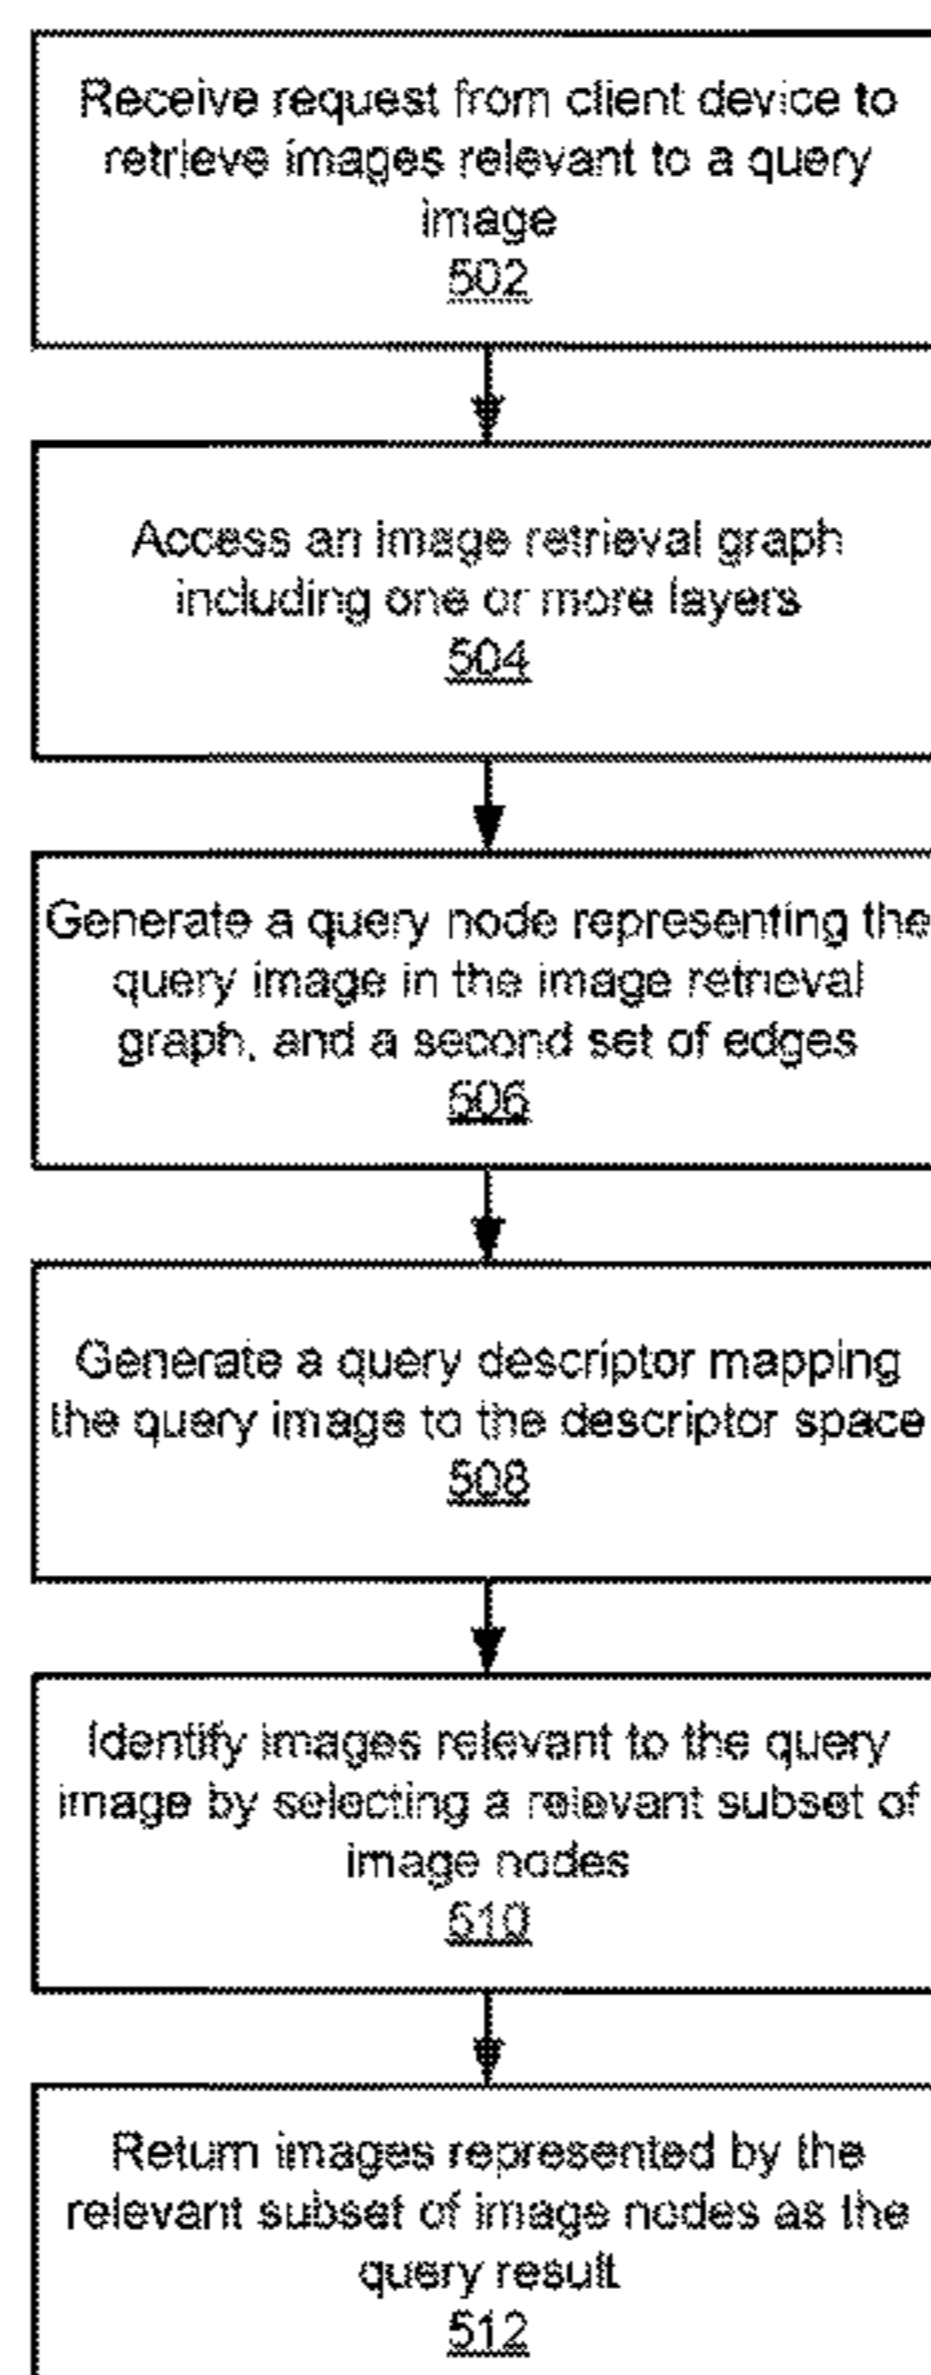 Receive request from client device to
retrieve images relevant to a query
image
502
Access an image retrieval graph
including one or more layers
504
Generate a query node representing the
query image in the image retrieval
graph, and a second set of edges
506
Generate a query descriptor mapping
the query image to the descriptor space
508
Identify images relevant to the query
image by selecting a relevant subset of
image nodes
510
Return images represented by the
relevant subset of image nodes as the
query result
512